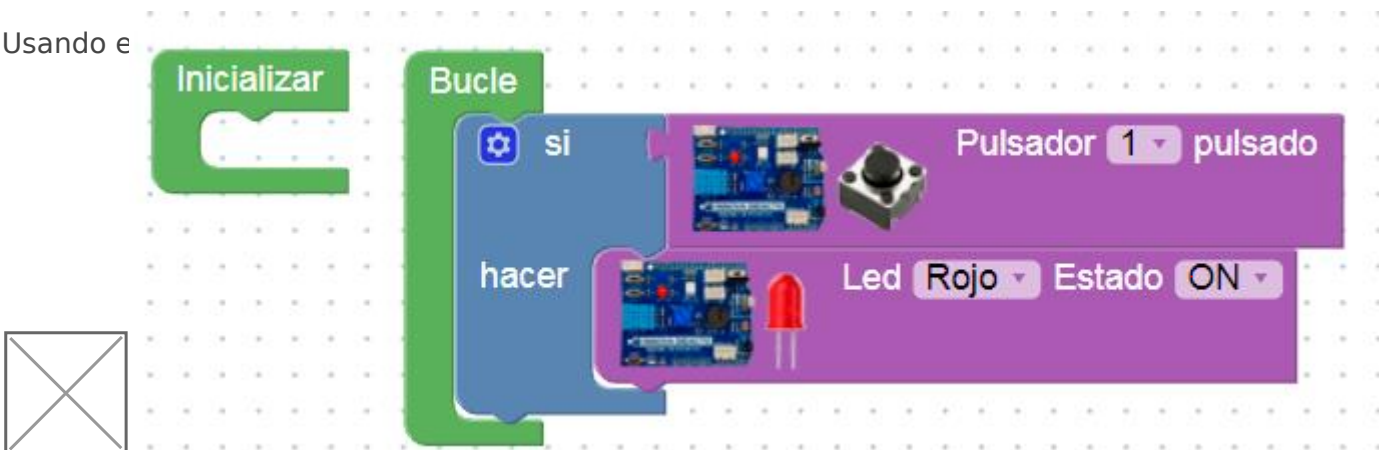 Usando e
Inicializar
Bucle
si
Pulsador 1 pulsado
hacer
Led Rojo Estado ON